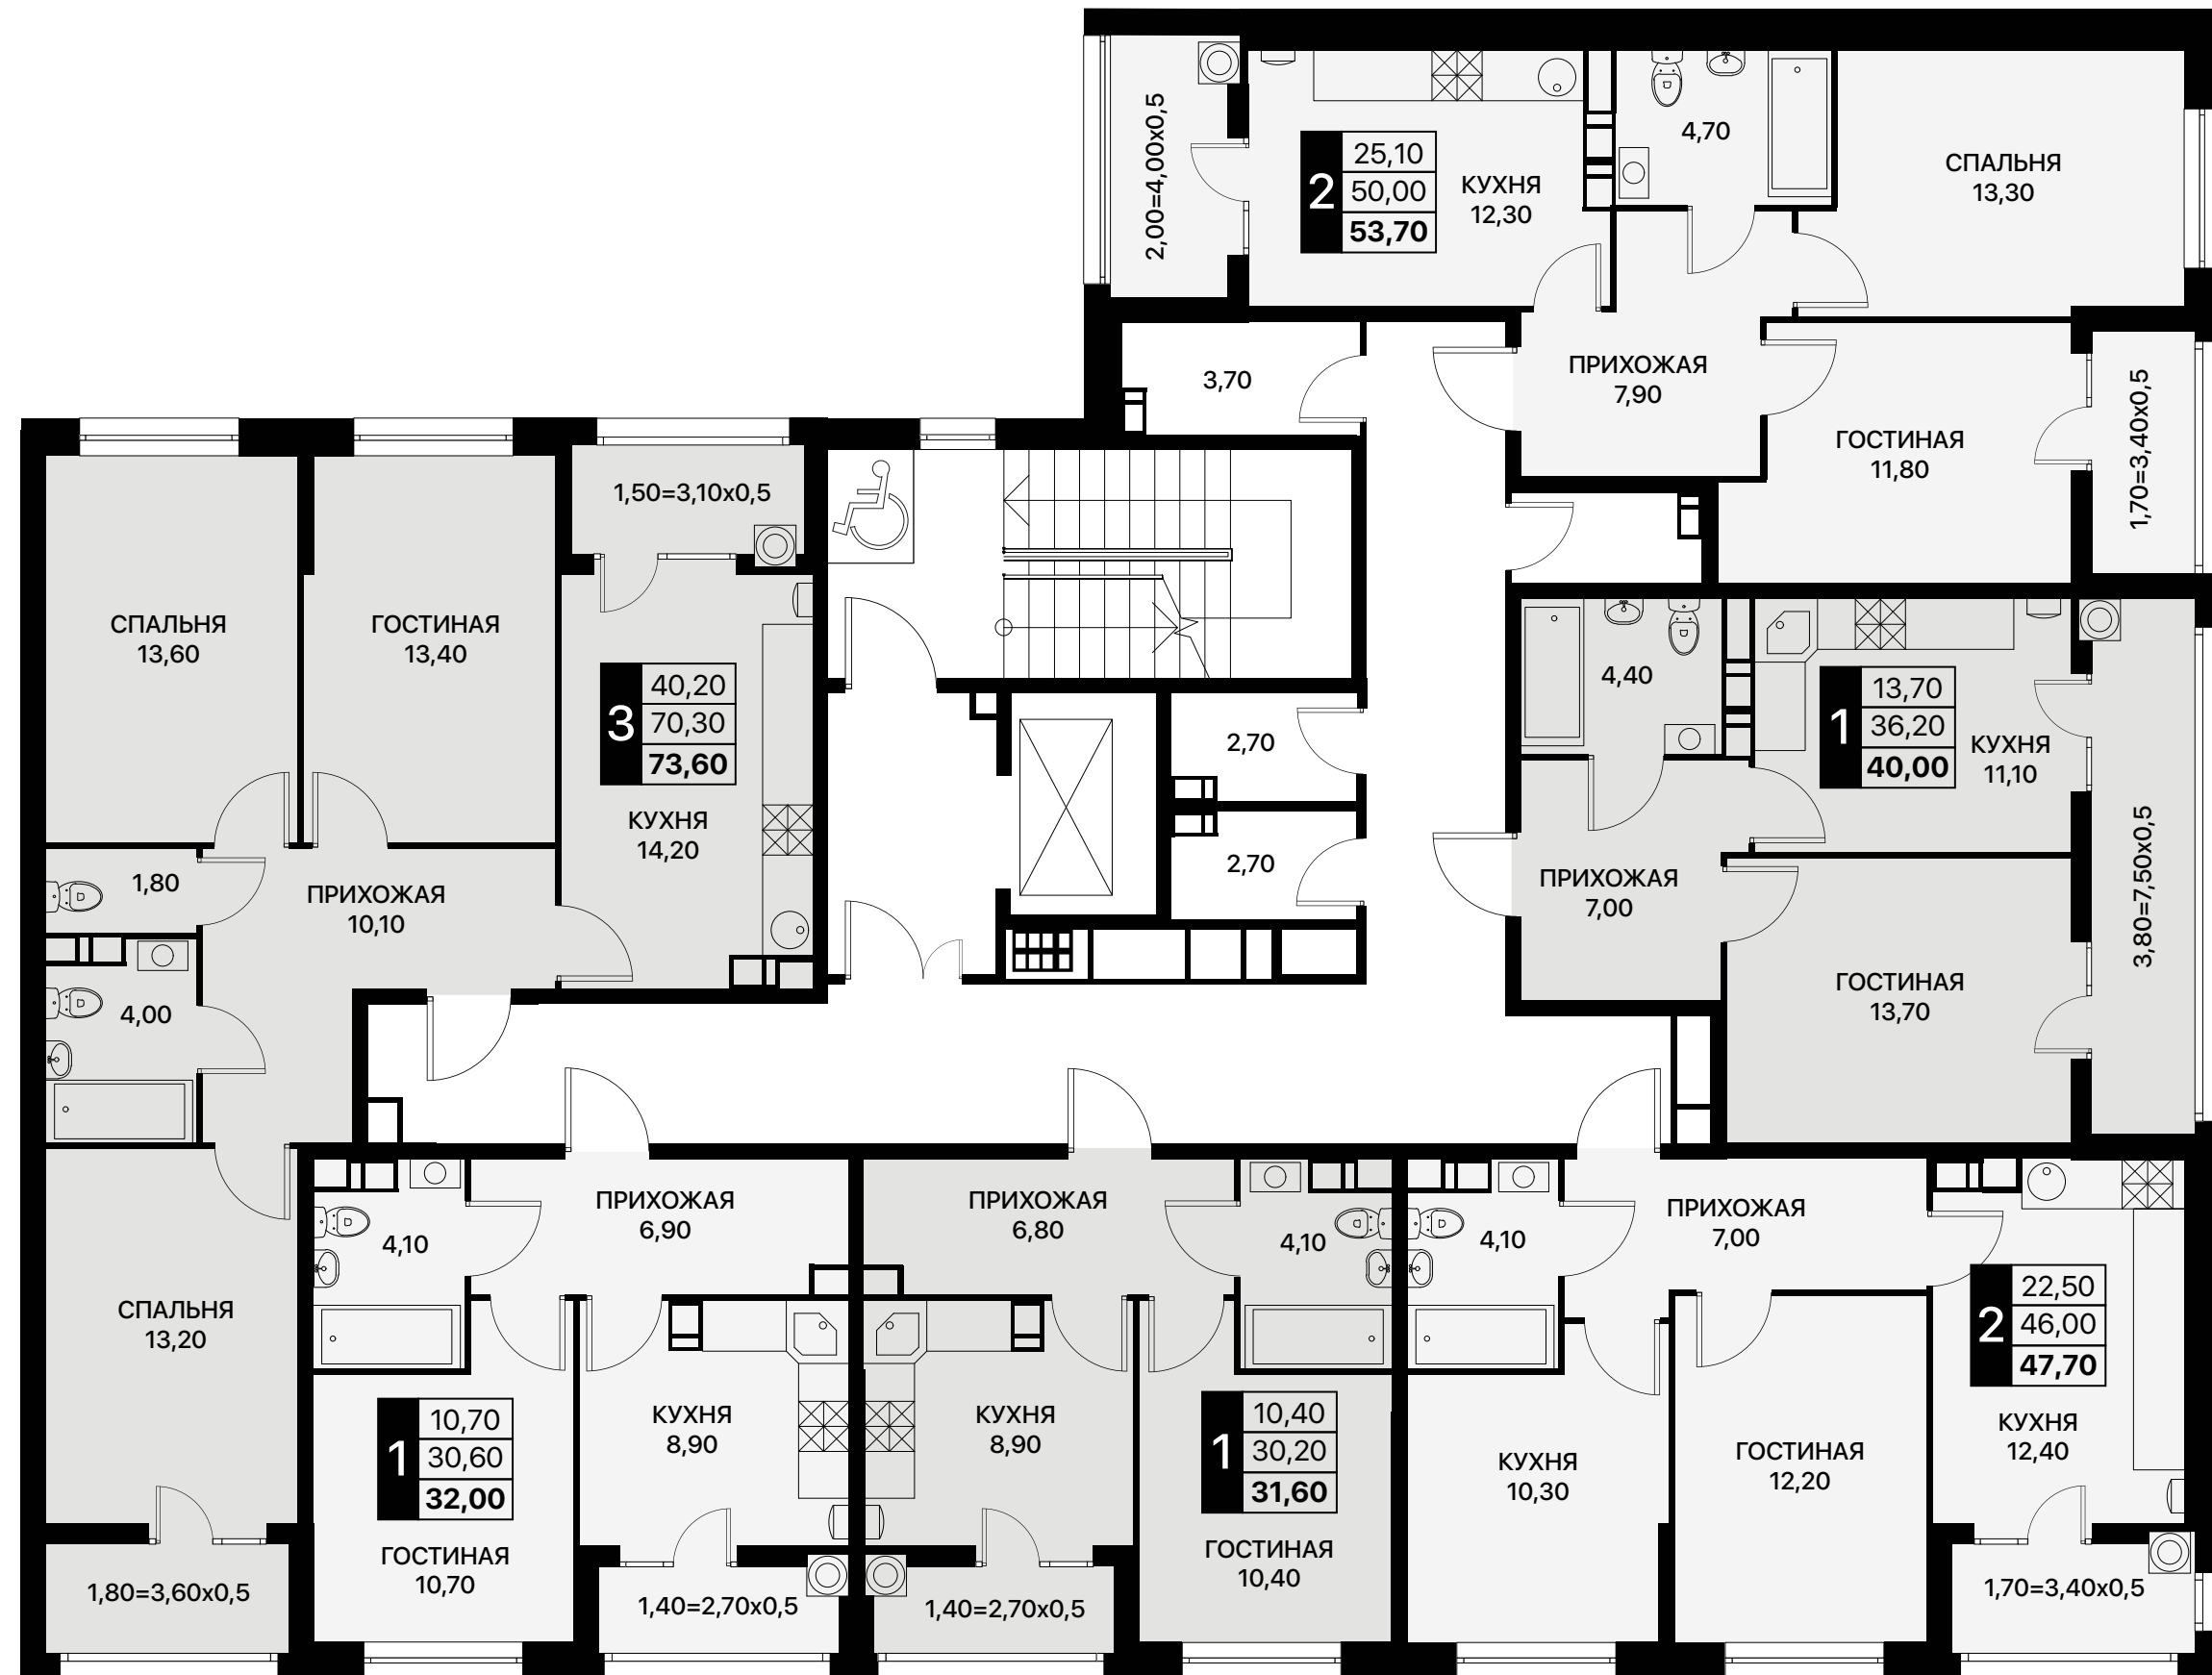 2,00=4,00x0,5
2
25,10
50,00
53,70
КУХНЯ
12,30
4,70
СПАЛЬНЯ
13,30
3,70
ПРИХОЖАЯ
7,90
ГОСТИНАЯ
11,80
1,70=3,40x0,5
1,50=3,10x0,5
СПАЛЬНЯ
13,60
ГОСТИНАЯ
13,40
3
40,20
70,30
73,60
КУХНЯ
14,20
2,70
2,70
4,40
1
13,70
36,20
40,00
КУХНЯ
11,10
3,80=7,50x0,5
ПРИХОЖАЯ
7,00
ГОСТИНАЯ
13,70
1,80
ПРИХОЖАЯ
10,10
4,00
СПАЛЬНЯ
13,20
1,80=3,60x0,5
4,10
ПРИХОЖАЯ
6,90
1
10,70
30,60
32,00
ГОСТИНАЯ
10,70
КУХНЯ
8,90
1,40=2,70x0,5
ПРИХОЖАЯ
6,80
4,10
КУХНЯ
8,90
1
10,40
30,20
31,60
ГОСТИНАЯ
10,40
1,40=2,70x0,5
4,10
ПРИХОЖАЯ
7,00
КУХНЯ
10,30
ГОСТИНАЯ
12,20
2
22,50
46,00
47,70
КУХНЯ
12,40
1,70=3,40x0,5